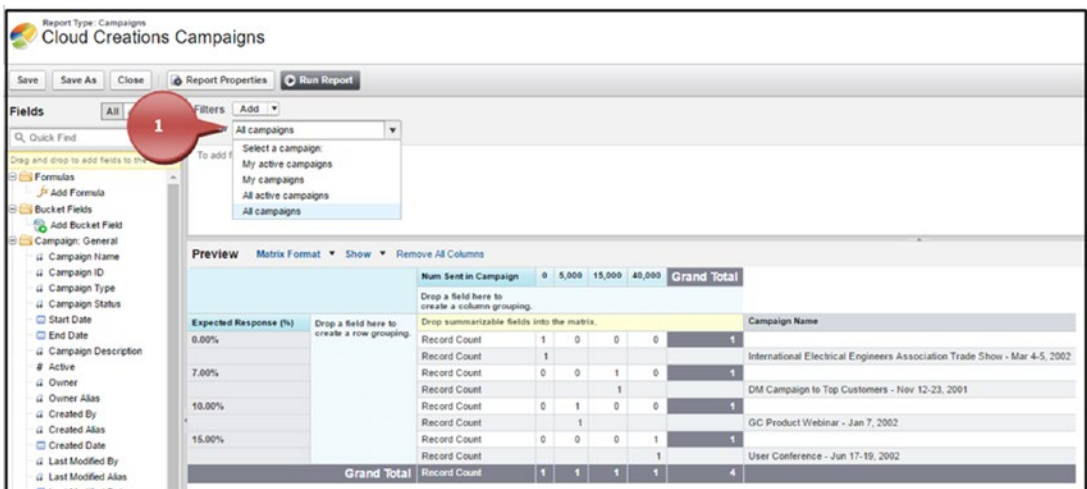 Report Type: Campaigns
Cloud Creations Campaigns
Save Save As Close Report Properties Run Report
Fields All
Filters Add
1
Quick Find
All campaigns
Select a campaign:
My active campaigns
My campaigns
All active campaigns
All campaigns
Drag and drop to add fields to the
To add f
Formulas
Add Formula
Bucket Fields
Add Bucket Field
Campaign: General
Campaign Name
Campaign ID
Campaign Type
Campaign Status
Start Date
End Date
Campaign Description
# Active
Owner
Owner Alias
Created By
Created Alias
Created Date
Last Modified By
Last Modified Alias
Preview Matrix Format Show Remove All Columns
Num Sent in Campaign 0 5,000 15,000 40,000 Grand Total
Drop a field here to
create a column grouping.
Expected Response (%) Drop a field here to
create a row grouping.
Drop summarizable fields into the matrix. Campaign Name
0.00% Record Count 1 0 0 0 1
Record Count 1 International Electrical Engineers Association Trade Show - Mar 4-5, 2002
7.00% Record Count 0 0 1 0 1
Record Count 1 DM Campaign to Top Customers - Nov 12-23, 2001
10.00% Record Count 0 1 0 0 1
Record Count 1 GC Product Webinar - Jan 7, 2002
15.00% Record Count 0 0 0 1 1
Record Count 1 User Conference - Jun 17-19, 2002
Grand Total Record Count 1 1 1 1 4